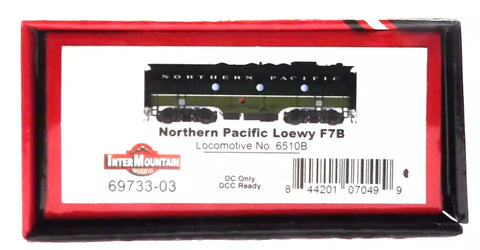 NORTHERN PACIFIC
Northern Pacific Loewy F7B
Locomotive No. 6510B
INTERMOUNTAIN
69733-03
DC Only
DCC Ready
8 44201 07049 9